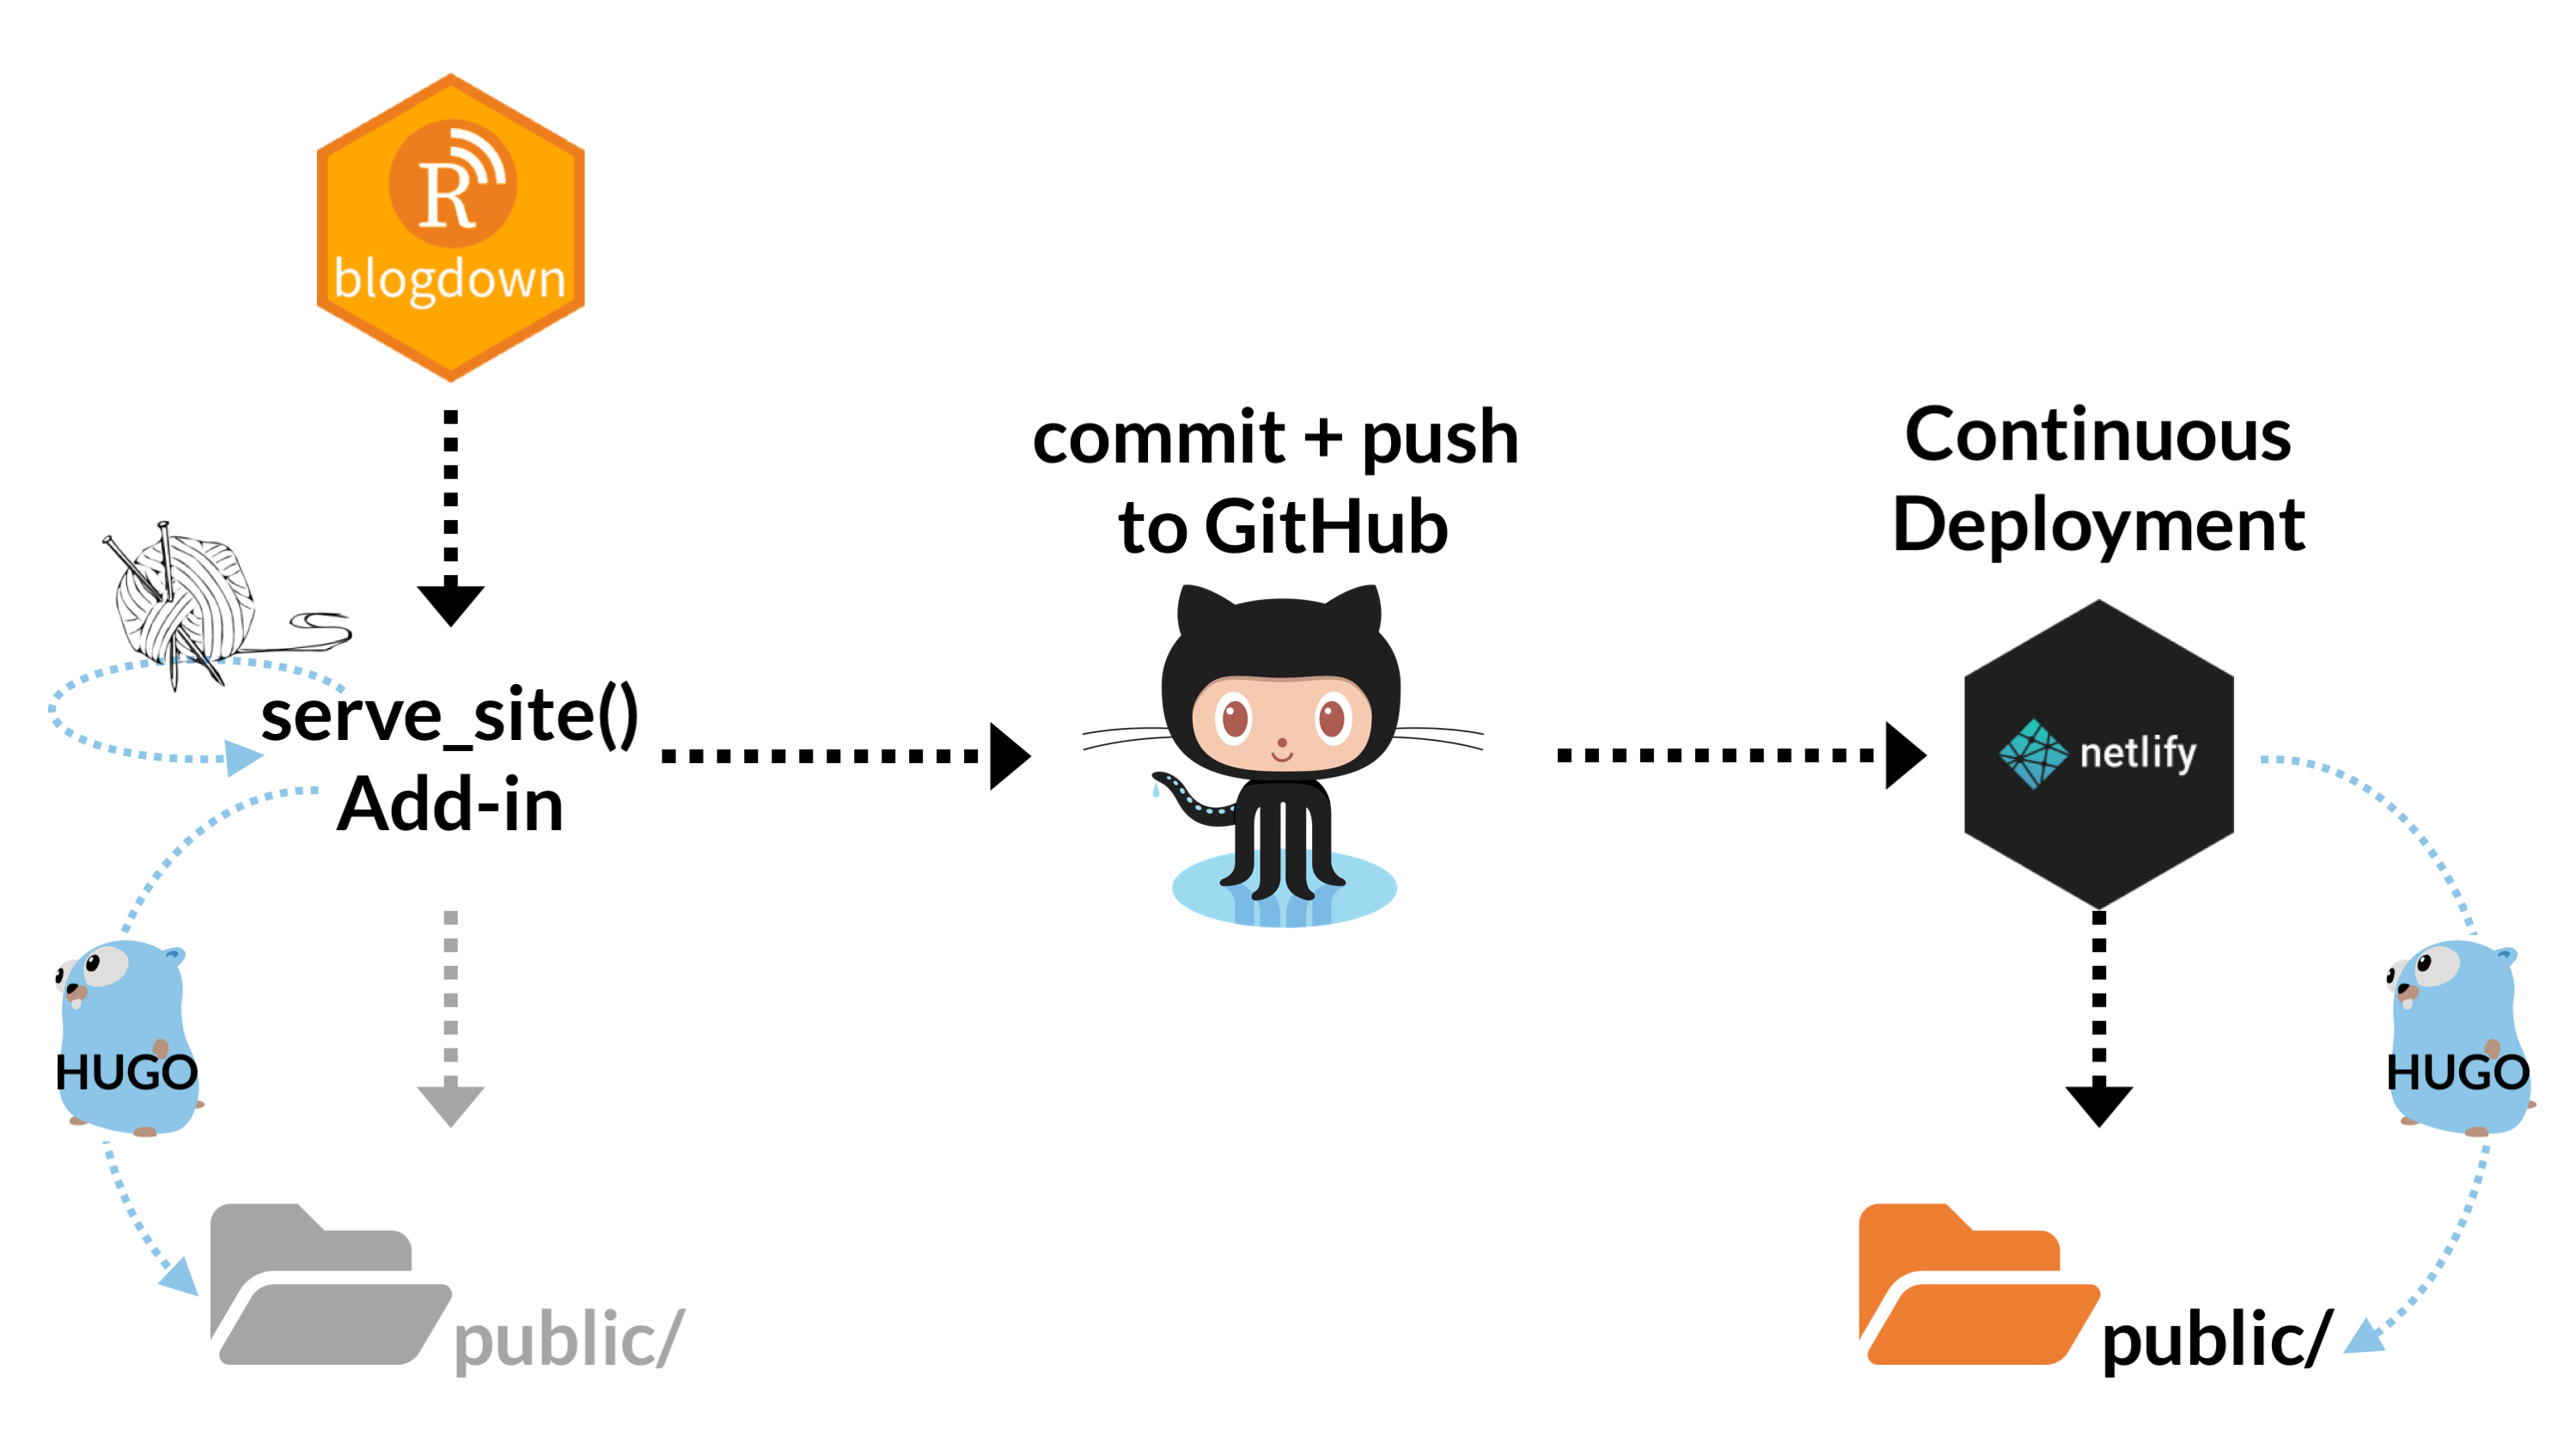 R
blogdown
commit + push
to GitHub
Continuous
Deployment
serve_site()
Add-in
netlify
HUGO
HUGO
public/
public/